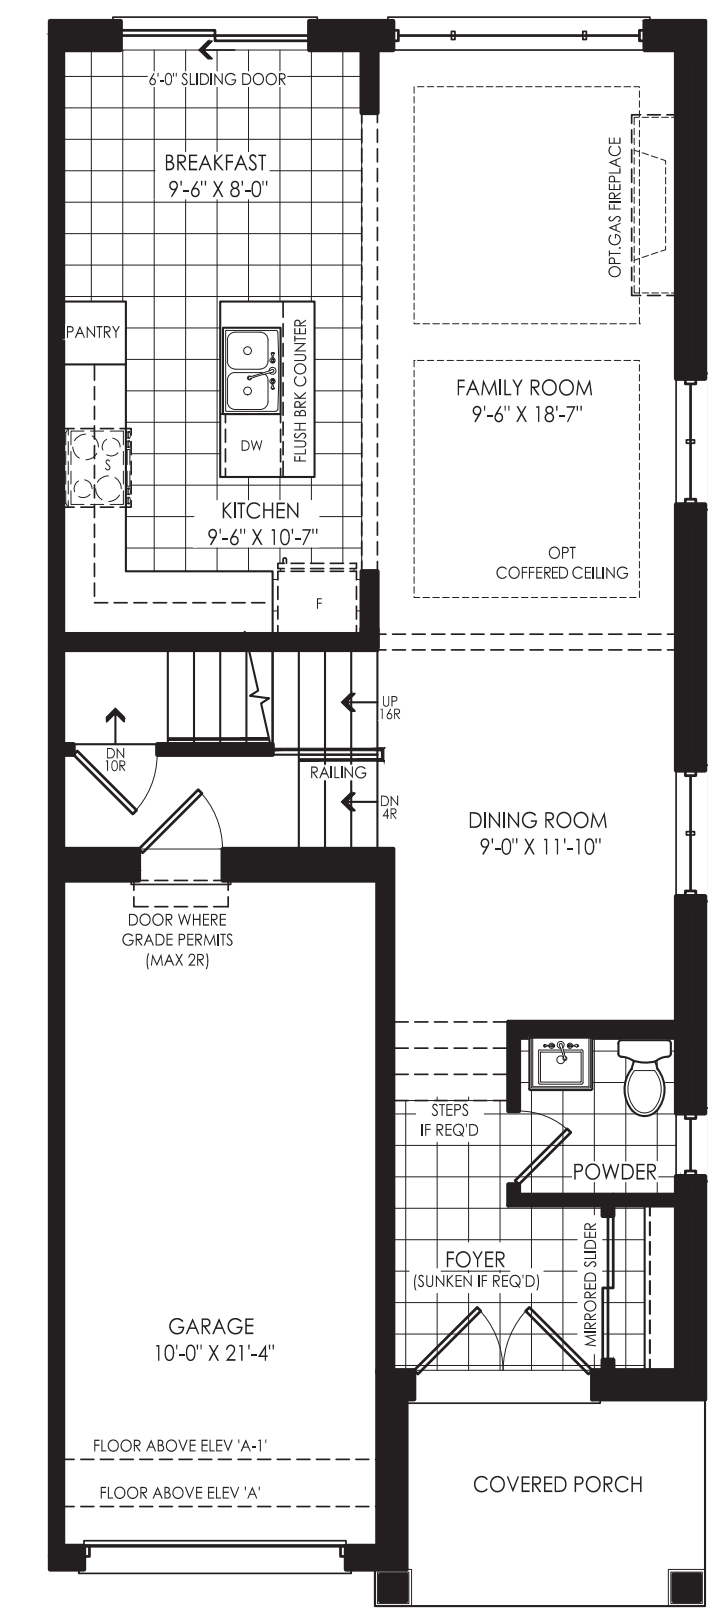 6'-0" SLIDING DOOR
BREAKFAST
9'-6" X 8'-0"
OPT.GAS FIREPLACE
PANTRY
FLUSH BRK COUNTER
DW
S
FAMILY ROOM
9'-6" X 18'-7"
KITCHEN
9'-6" X 10'-7"
OPT
COFFERED CEILING
F
UP
16R
DN
10R
RAILING
DN
4R
DINING ROOM
9'-0" X 11'-10"
DOOR WHERE
GRADE PERMITS
(MAX 2R)
STEPS
IF REQ'D
POWDER
FOYER
(SUNKEN IF REQ'D)
MIRRORED SLIDER
GARAGE
10'-0" X 21'-4"
FLOOR ABOVE ELEV 'A-1'
FLOOR ABOVE ELEV 'A'
COVERED PORCH